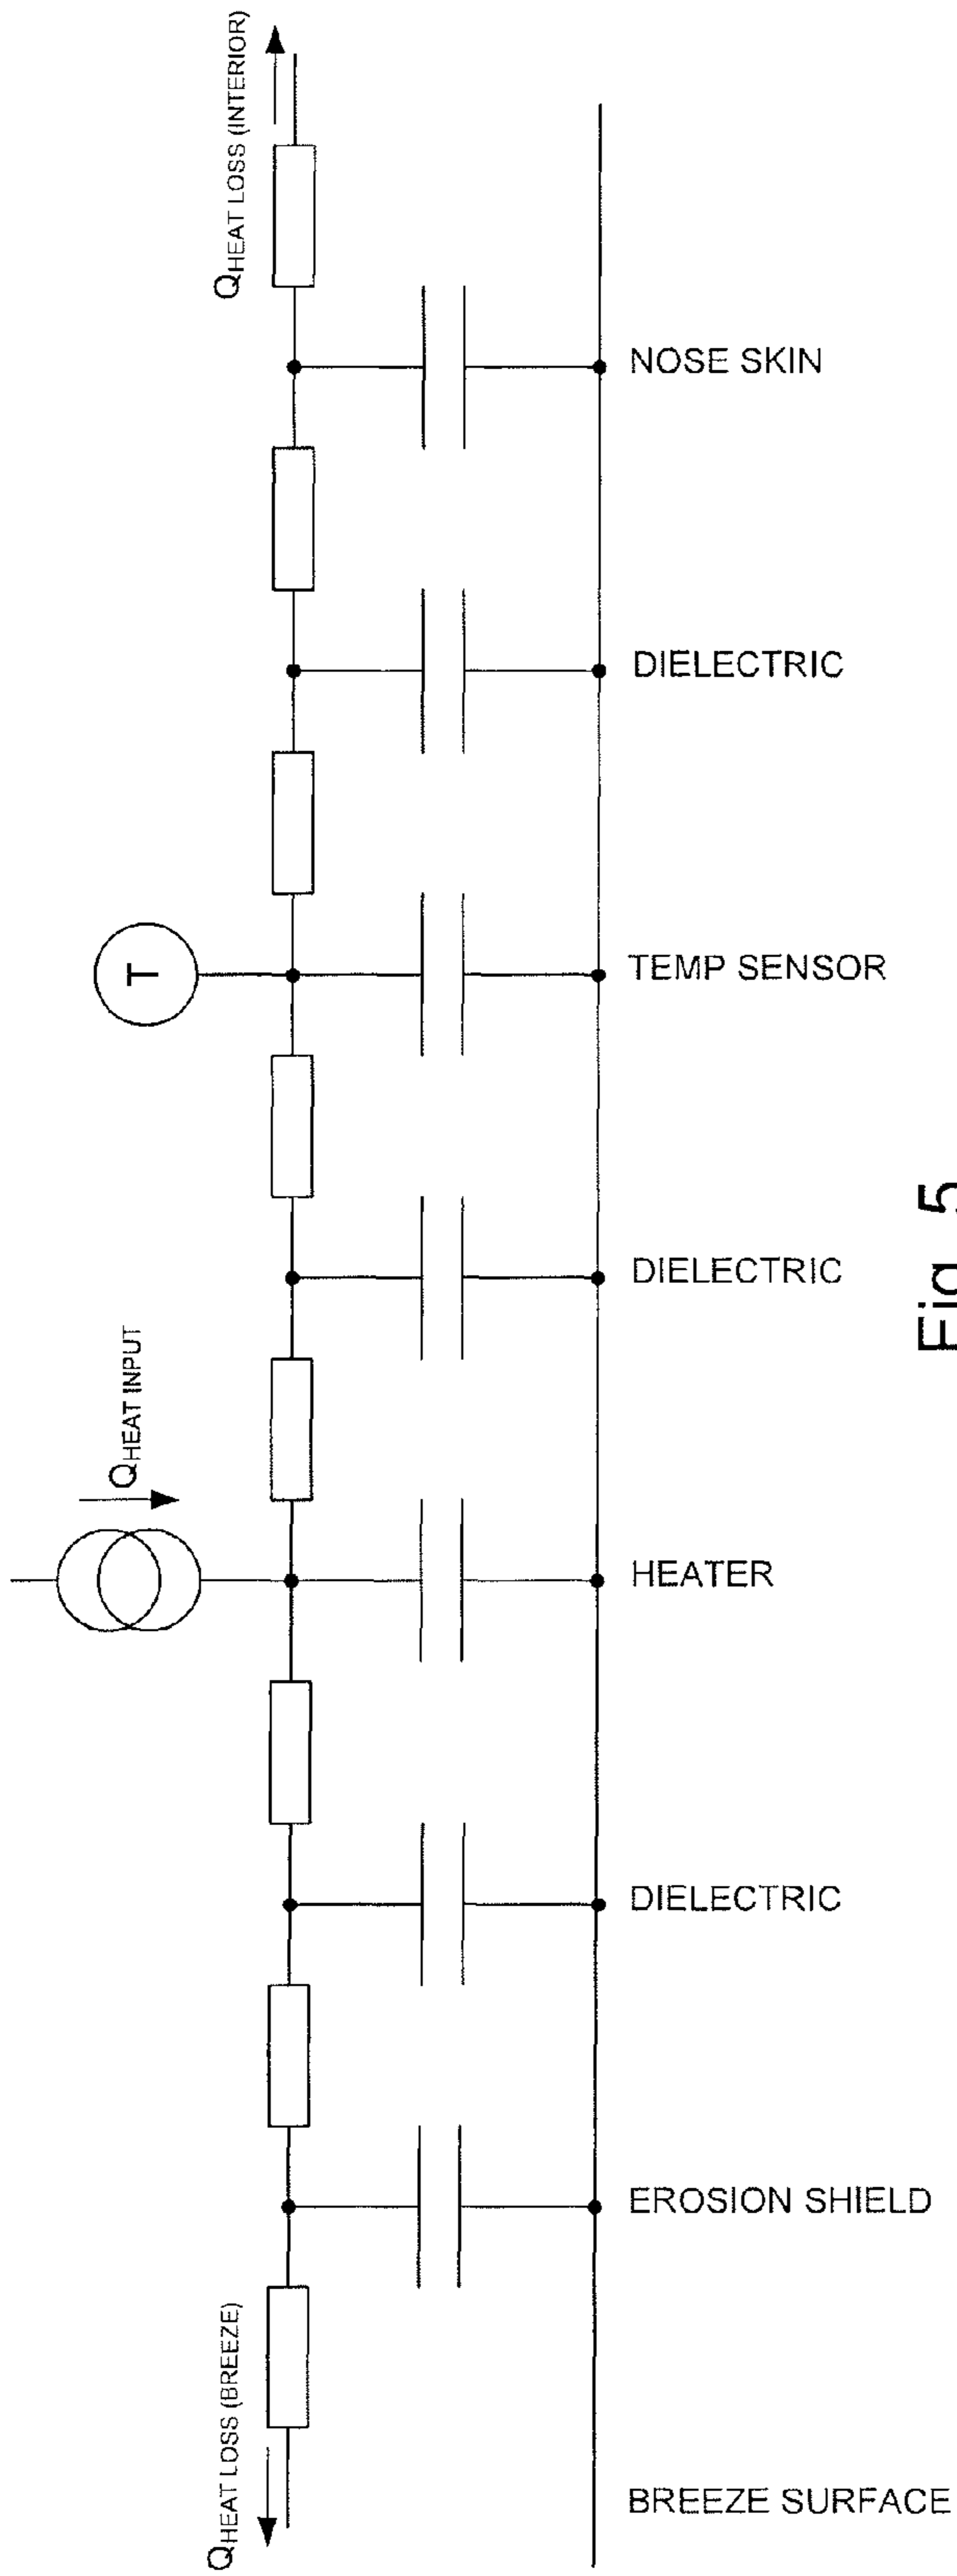 QHEAT LOSS (INTERIOR)
NOSE SKIN
DIELECTRIC
T
TEMP SENSOR
DIELECTRIC
QHEAT INPUT
HEATER
DIELECTRIC
EROSION SHIELD
QHEAT LOSS (BREEZE)
BREEZE SURFACE
Fig. 5